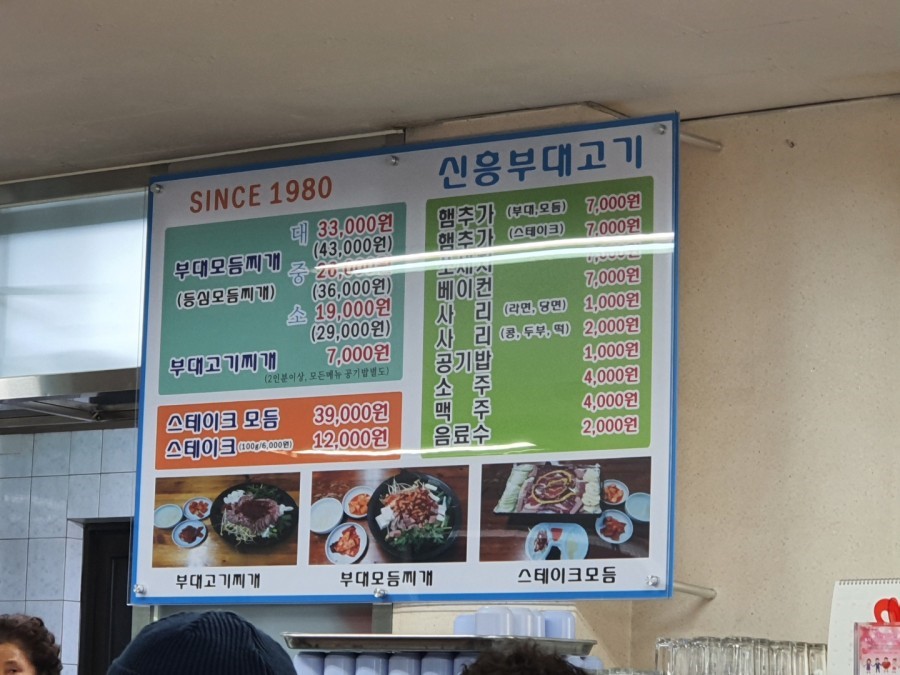 SINCE 1980
신흥부대고기
부대모듬찌개
(등심모듬찌개)
대 33,000원
(43,000원)
중
(36,000원)
소 19,000원
(29,000원)
부대고기찌개 7,000원
(2인분이상, 모든메뉴 공기밥별도)
스테이크 모듬 39,000원
스테이크 (100g/6,000원) 12,000원
햄추가 (부대,모듬) 7,000원
햄추가 (스테이크) 7,000원
소세지 7,000원
베이컨 7,000원
사리 (라면, 당면) 1,000원
사리 (콩, 두부, 떡) 2,000원
공기밥 1,000원
소주 4,000원
맥주 4,000원
음료수 2,000원
부대고기찌개
부대모듬찌개
스테이크모듬